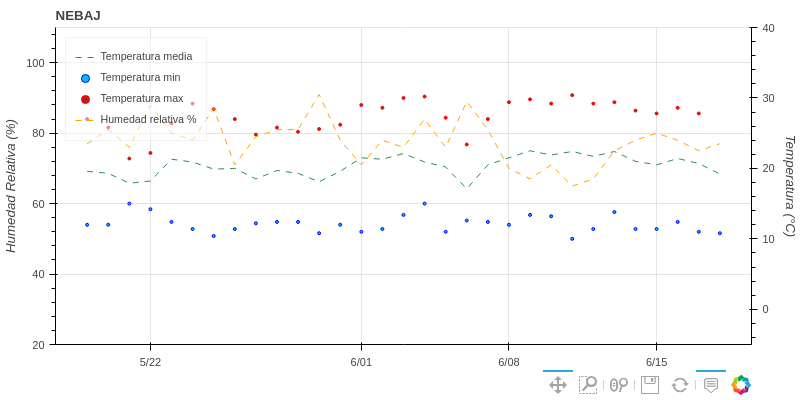 NEBAJ
Temperatura media
Temperatura min
Temperatura max
Humedad relativa %
Humedad Relativa (%)
100
80
60
40
20
40
30
20
10
0
Temperatura (°C)
5/22
6/01
6/08
6/15